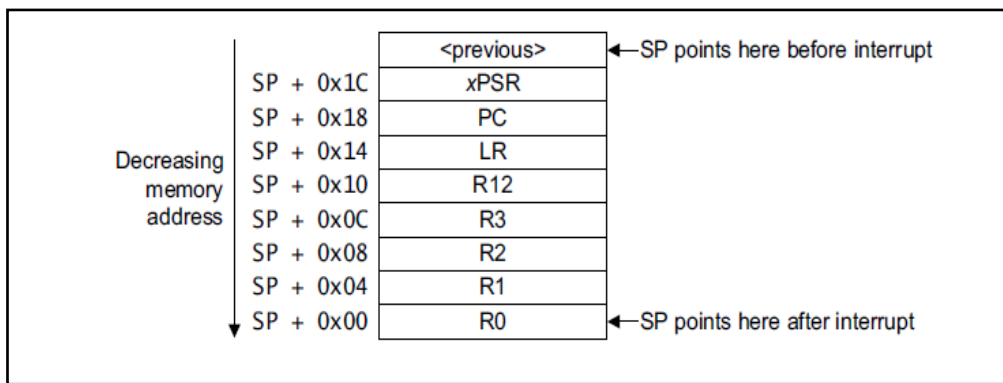 <previous> SP points here before interrupt
SP + 0x1C xPSR
SP + 0x18 PC
SP + 0x14 LR
Decreasing
SP + 0x10 R12
memory
address
SP + 0x0C R3
SP + 0x08 R2
SP + 0x04 R1
SP + 0x00 R0 SP points here after interrupt